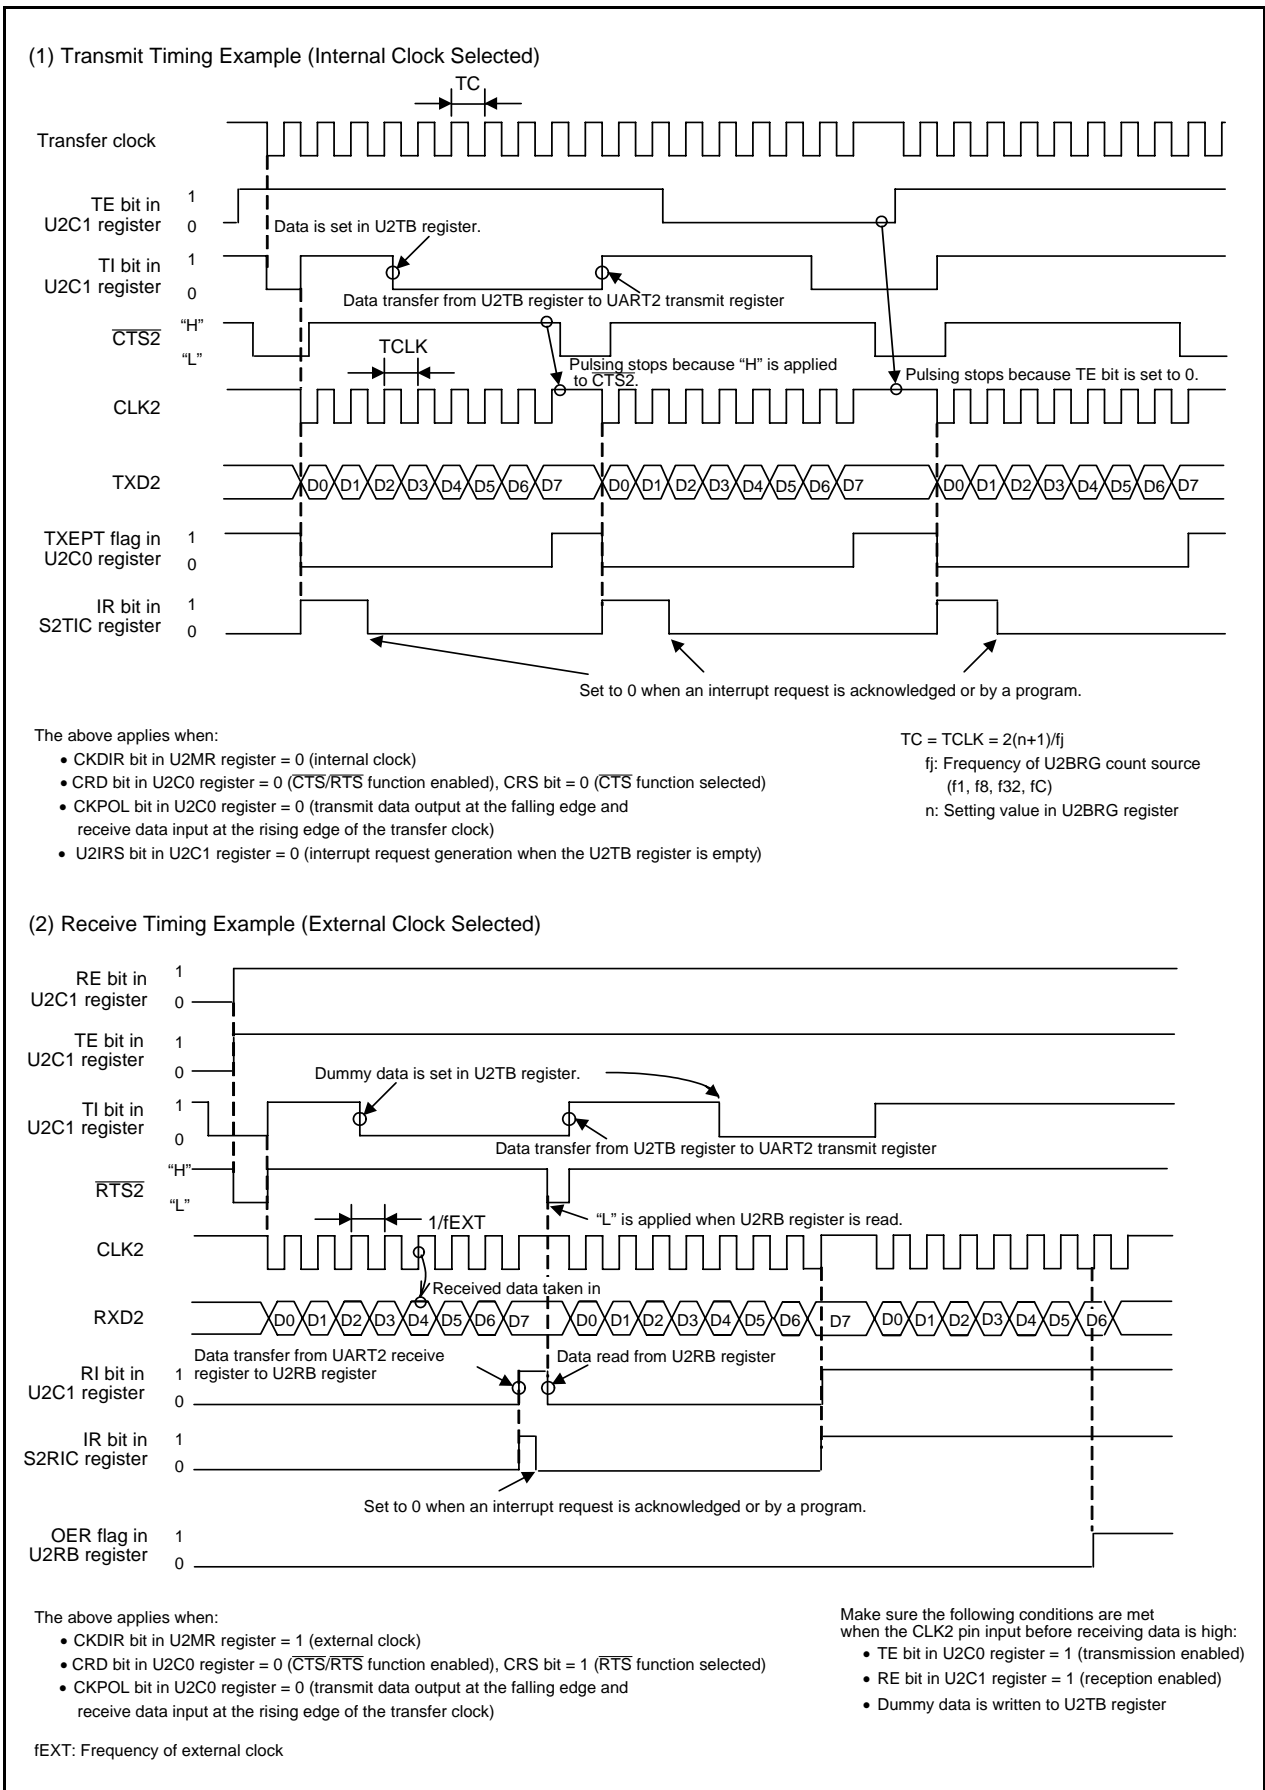 (1) Transmit Timing Example (Internal Clock Selected)
TC
Transfer clock
TE bit in
U2C1 register
1
0
Data is set in U2TB register.
TI bit in
U2C1 register
1
0
Data transfer from U2TB register to UART2 transmit register
CTS2
“H”
“L”
TCLK
Pulsing stops because “H” is applied
to CTS2.
Pulsing stops because TE bit is set to 0.
CLK2
TXD2
D0 D1 D2 D3 D4 D5 D6 D7 D0 D1 D2 D3 D4 D5 D6 D7 D0 D1 D2 D3 D4 D5 D6 D7
TXEPT flag in
U2C0 register
1
0
IR bit in
S2TIC register
1
0
Set to 0 when an interrupt request is acknowledged or by a program.
The above applies when:
• CKDIR bit in U2MR register = 0 (internal clock)
• CRD bit in U2C0 register = 0 (CTS/RTS function enabled), CRS bit = 0 (CTS function selected)
• CKPOL bit in U2C0 register = 0 (transmit data output at the falling edge and
receive data input at the rising edge of the transfer clock)
• U2IRS bit in U2C1 register = 0 (interrupt request generation when the U2TB register is empty)
TC = TCLK = 2(n+1)/fj
fj: Frequency of U2BRG count source
(f1, f8, f32, fC)
n: Setting value in U2BRG register
(2) Receive Timing Example (External Clock Selected)
RE bit in
U2C1 register
1
0
TE bit in
U2C1 register
1
0
Dummy data is set in U2TB register.
TI bit in
U2C1 register
1
0
Data transfer from U2TB register to UART2 transmit register
RTS2
“H”
“L”
“L” is applied when U2RB register is read.
1/fEXT
CLK2
Received data taken in
RXD2
D0 D1 D2 D3 D4 D5 D6 D7 D0 D1 D2 D3 D4 D5 D6 D7 D0 D1 D2 D3 D4 D5 D6
Data transfer from UART2 receive
register to U2RB register
Data read from U2RB register
RI bit in
U2C1 register
1
0
IR bit in
S2RIC register
1
0
Set to 0 when an interrupt request is acknowledged or by a program.
OER flag in
U2RB register
1
0
The above applies when:
• CKDIR bit in U2MR register = 1 (external clock)
• CRD bit in U2C0 register = 0 (CTS/RTS function enabled), CRS bit = 1 (RTS function selected)
• CKPOL bit in U2C0 register = 0 (transmit data output at the falling edge and
receive data input at the rising edge of the transfer clock)
Make sure the following conditions are met
when the CLK2 pin input before receiving data is high:
• TE bit in U2C0 register = 1 (transmission enabled)
• RE bit in U2C1 register = 1 (reception enabled)
• Dummy data is written to U2TB register
fEXT: Frequency of external clock